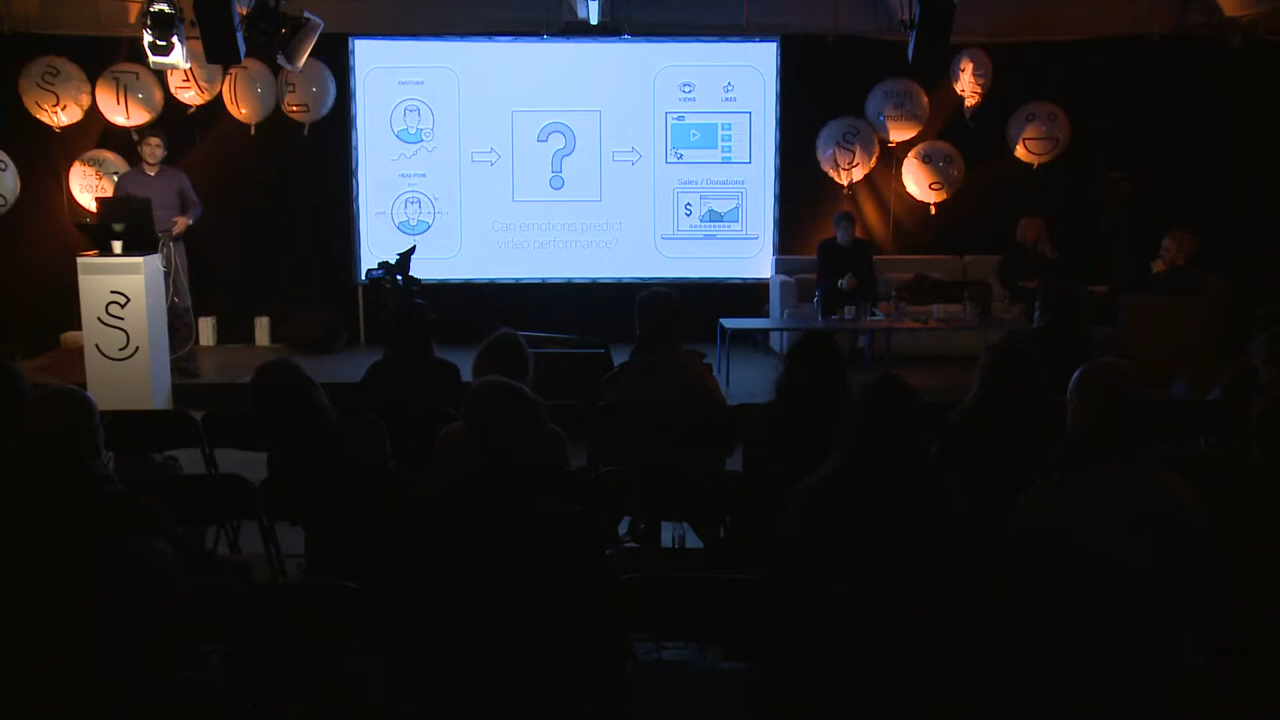 S T A T E
NOV
3-5
2016
S
EMOTIONS
HEAD POSE
?
Can emotions predict
video performance?
VIEWS LIKES
YouTube
Sales / Donations
$
STATE
of
Emotion
S